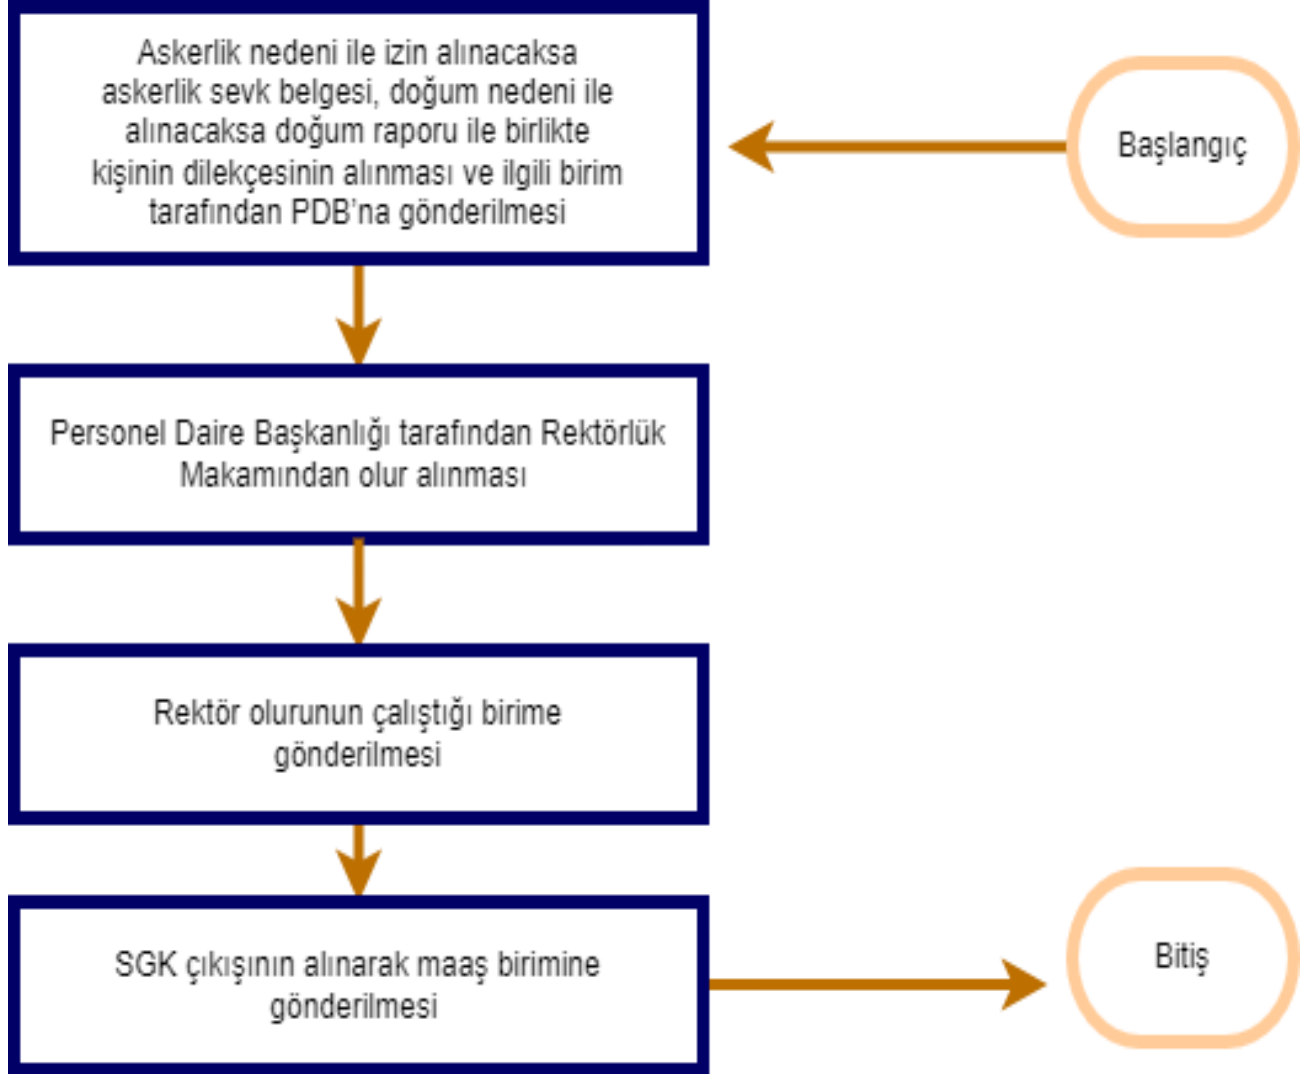 Başlangıç
Askerlik nedeni ile izin alınacaksa
askerlik sevk belgesi, doğum nedeni ile
alınacaksa doğum raporu ile birlikte
kişinin dilekçesinin alınması ve ilgili birim
tarafından PDB'na gönderilmesi
Personel Daire Başkanlığı tarafından Rektörlük
Makamından olur alınması
Rektör olurunun çalıştığı birime
gönderilmesi
SGK çıkışının alınarak maaş birimine
gönderilmesi
Bitiş